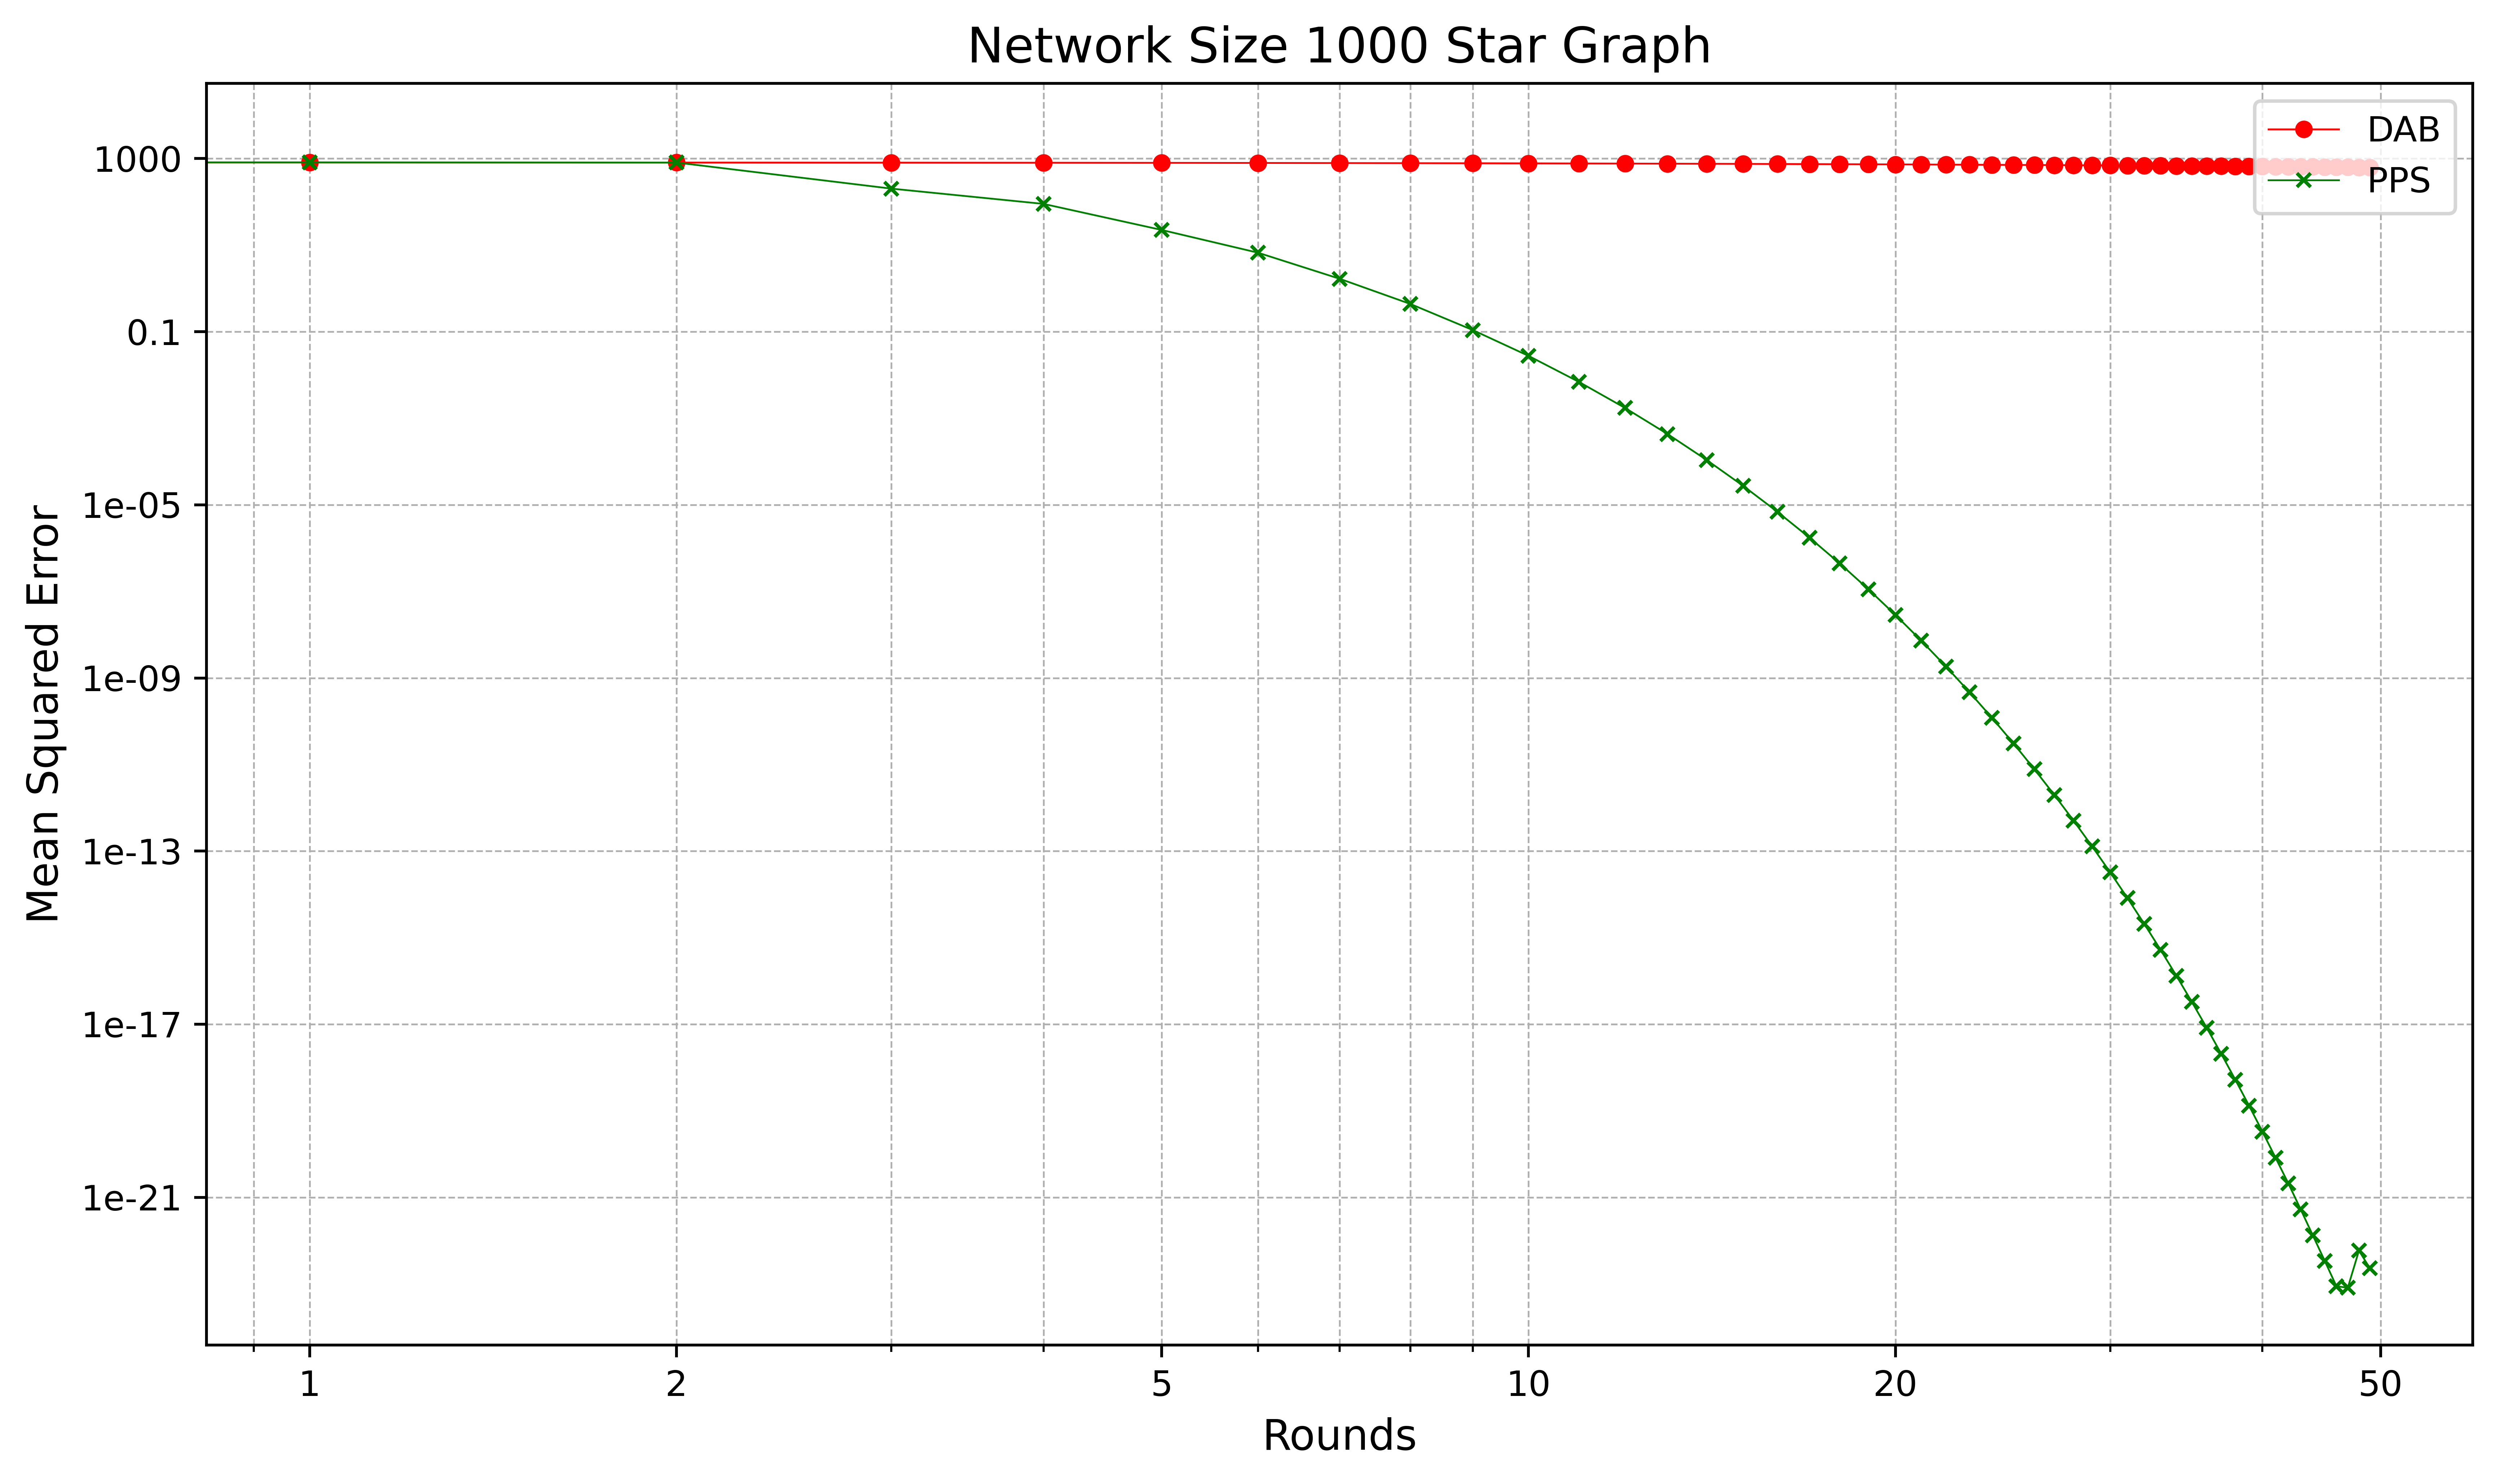 Network Size 1000 Star Graph
DAB
PPS
1000
0.1
1e-05
1e-09
1e-13
1e-17
1e-21
Mean Squared Error
1 2 5 10 20 50
Rounds